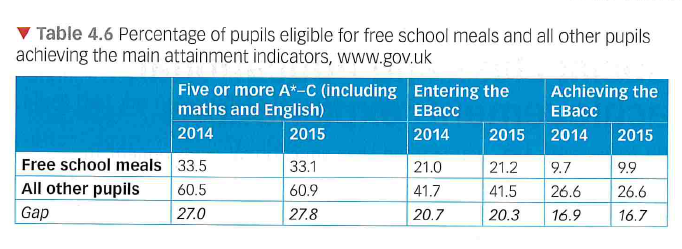 ▼ Table 4.6 Percentage of pupils eligible for free school meals and all other pupils
achieving the main attainment indicators, www.gov.uk
Five or more A*–C (including Entering the Achieving the
maths and English) EBacc EBacc
2014 2015 2014 2015 2014 2015
Free school meals 33.5 33.1 21.0 21.2 9.7 9.9
All other pupils 60.5 60.9 41.7 41.5 26.6 26.6
Gap 27.0 27.8 20.7 20.3 16.9 16.7